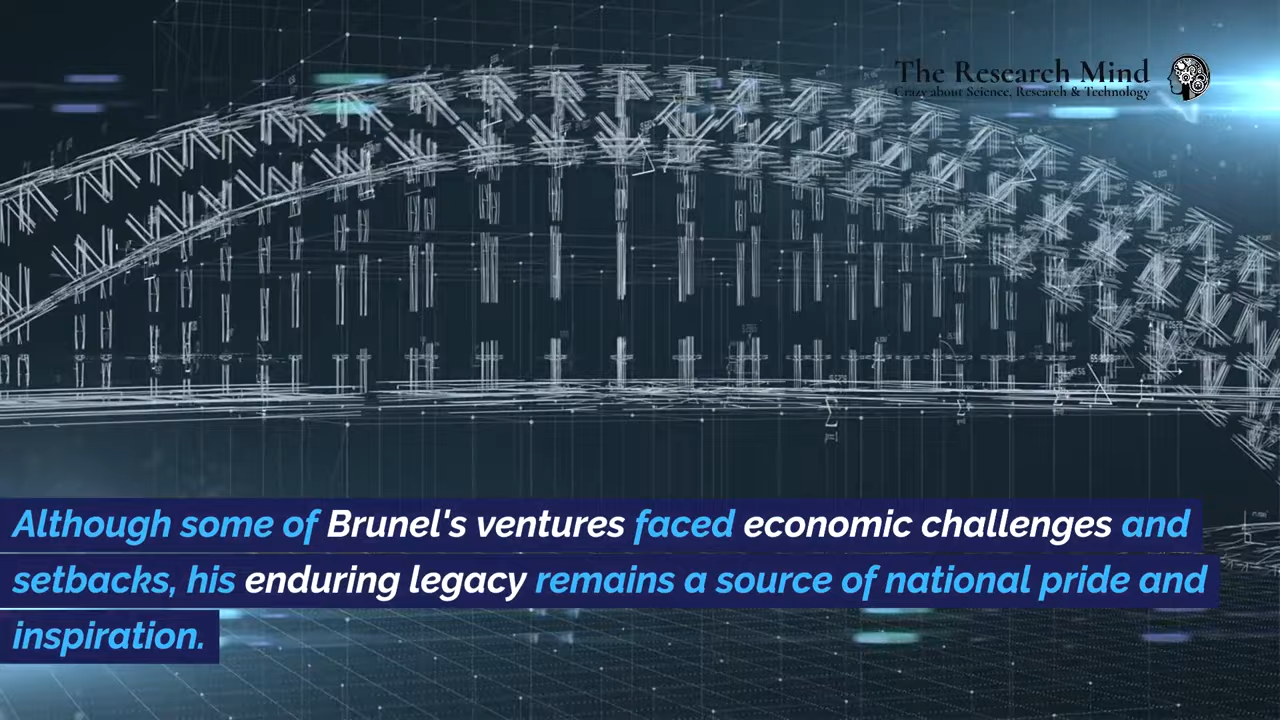 The Research Mind
Crazy about Science, Research & Technology
Although some of Brunel's ventures faced economic challenges and
setbacks, his enduring legacy remains a source of national pride and
inspiration.